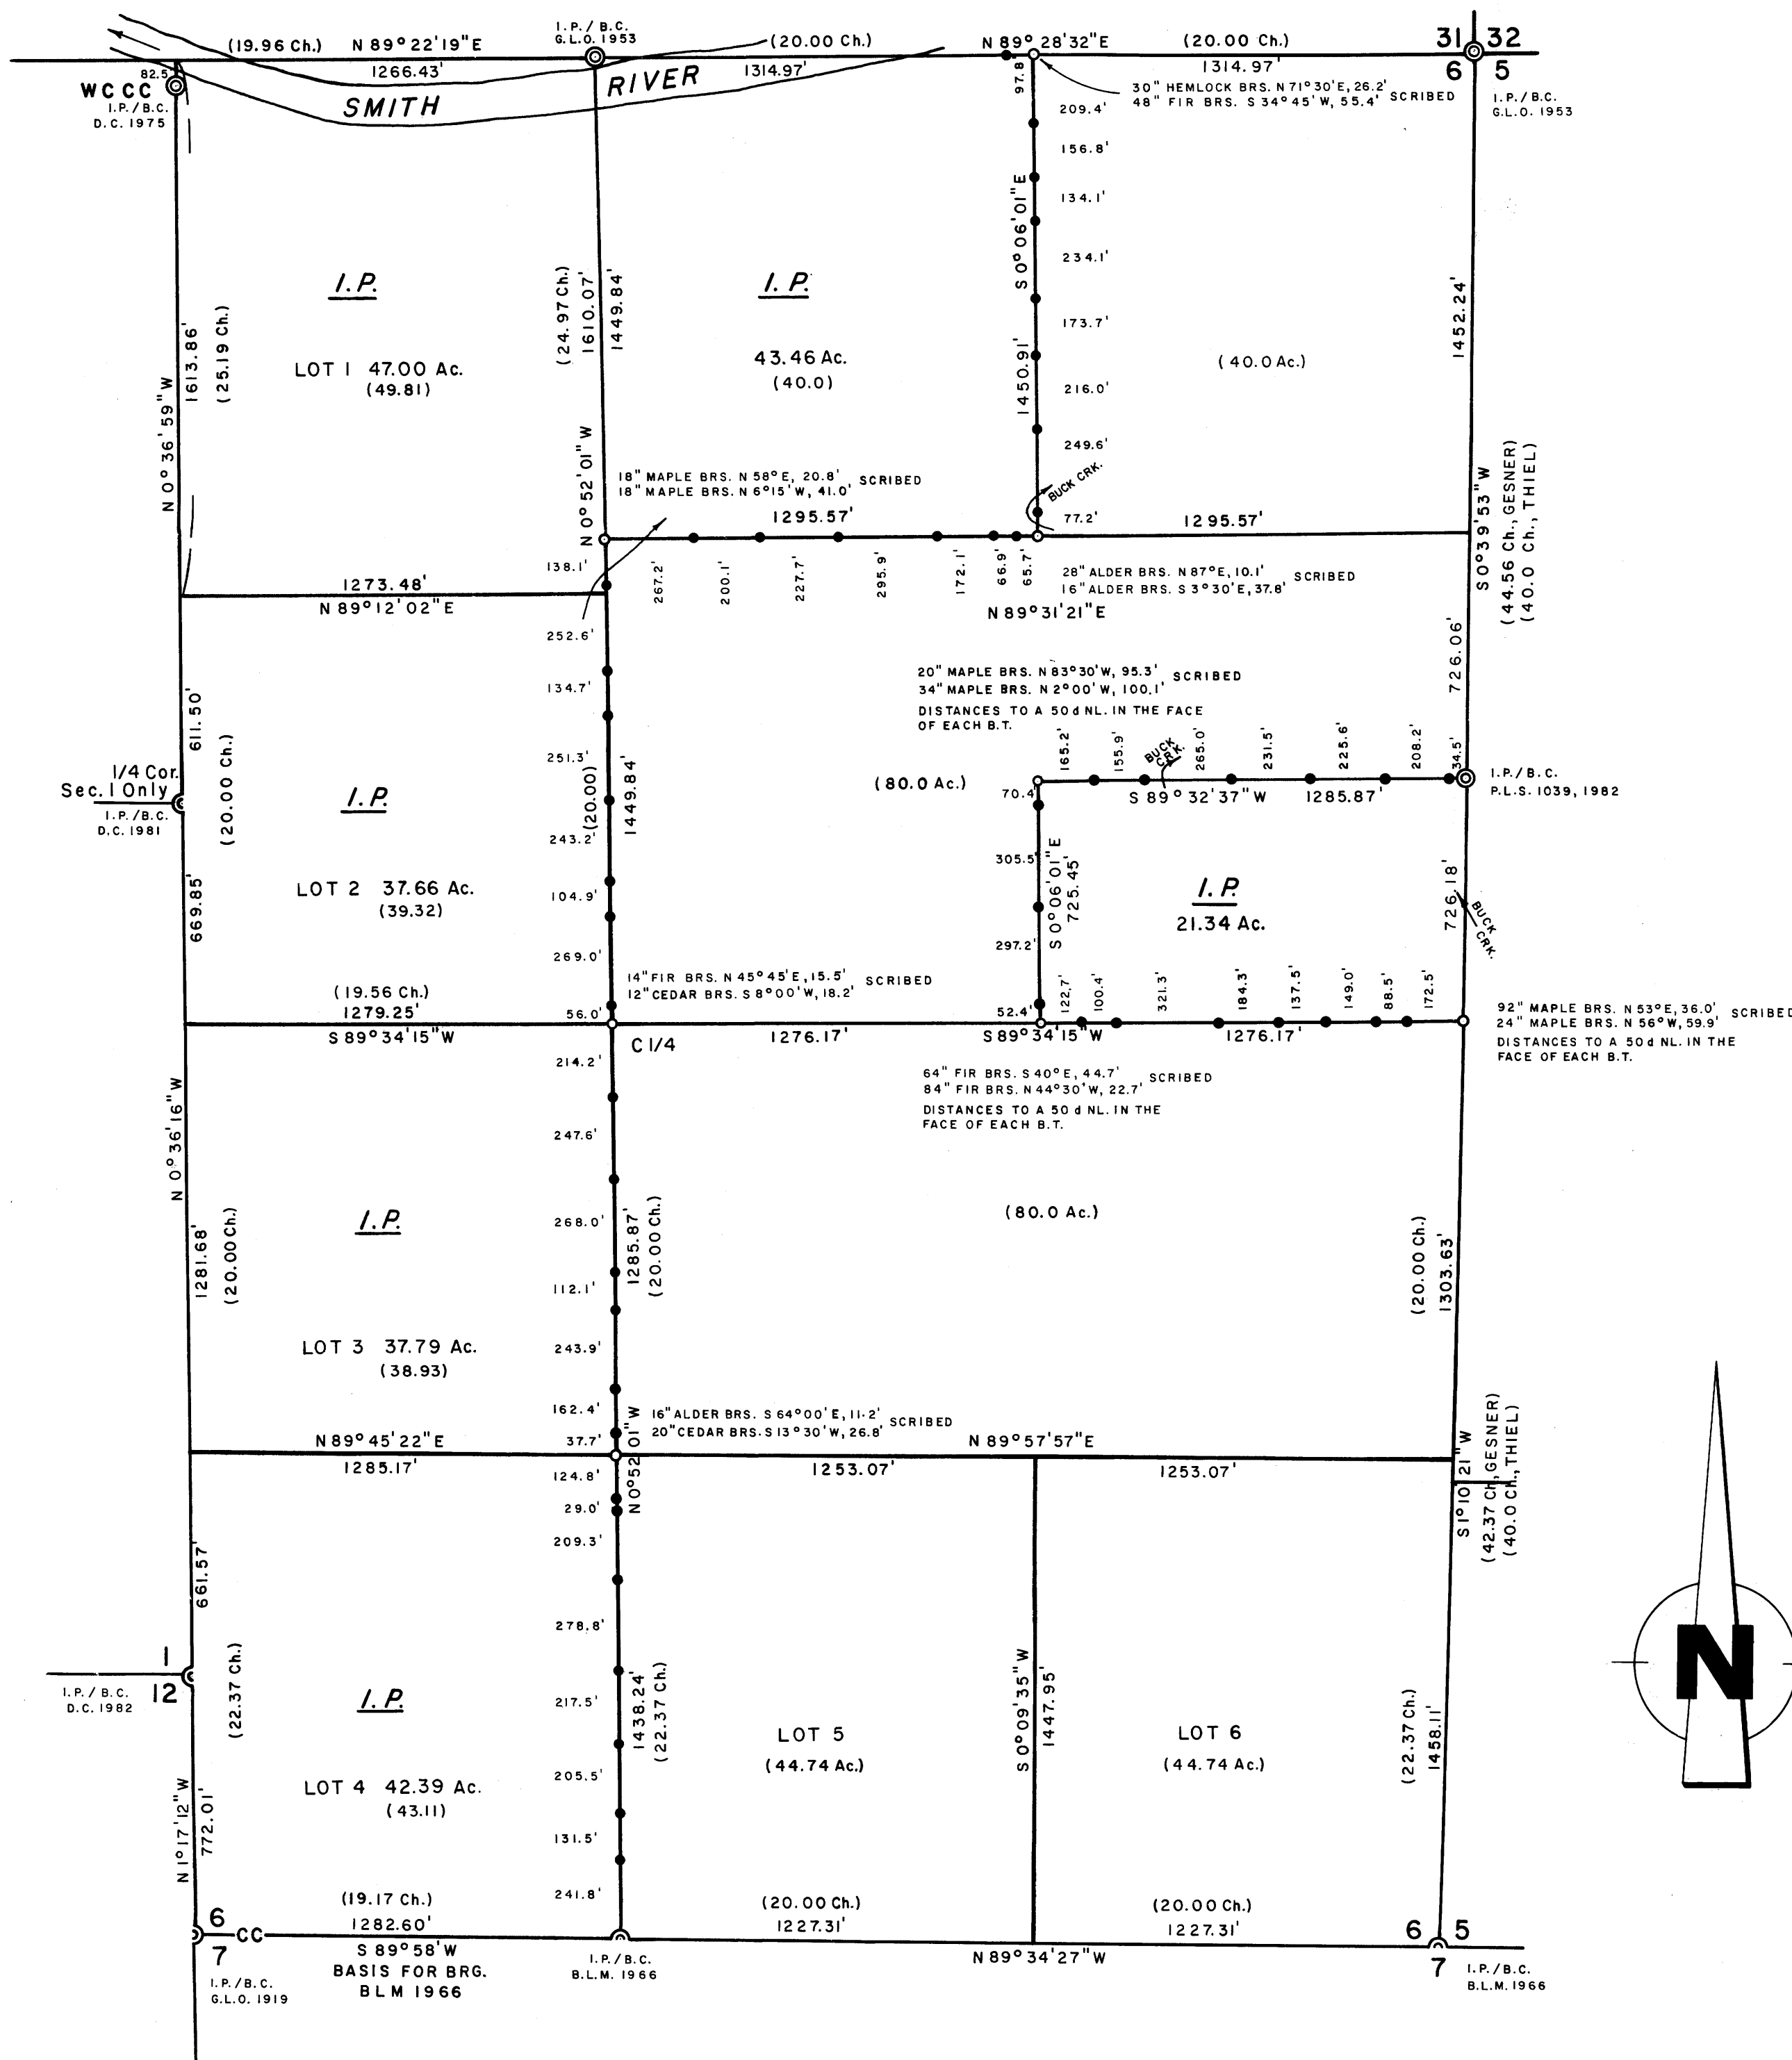 I.P. / B.C.
G.L.O. 1953
(19.96 Ch.) N 89° 22' 19" E
1266.43'
(20.00 Ch.)
1314.97'
N 89° 28' 32" E
(20.00 Ch.)
1314.97'
31 32
6 5
I.P. / B.C.
G.L.O. 1953
82.5
WC CC
I.P. / B.C.
D.C. 1975
SMITH RIVER
30" HEMLOCK BRS. N 71° 30' E, 26.2'
48" FIR BRS. S 34° 45' W, 55.4' SCRIBED
97.8'
209.4'
156.8'
134.1'
234.1'
173.7'
216.0'
249.6'
77.2'
S 0° 06' 01" E
1450.91'
BUCK CRK.
I.P.
LOT 1 47.00 Ac.
(49.81)
N 0° 36' 59" W
1613.86'
(25.19 Ch.)
(24.97 Ch.)
1610.07'
1449.84'
N 0° 52' 01" W
I.P.
43.46 Ac.
(40.0)
(40.0 Ac.)
1452.24'
S 0° 39' 53" W
(44.56 Ch., GESNER)
(40.0 Ch., THIEL)
18" MAPLE BRS. N 58° E, 20.8'
18" MAPLE BRS. N 6° 15' W, 41.0'
SCRIBED
1295.57'
1295.57'
138.1'
267.2'
200.1'
227.7'
295.9'
172.1'
66.9'
65.7'
28" ALDER BRS. N 87° E, 10.1'
16" ALDER BRS. S 3° 30' E, 37.8'
SCRIBED
N 89° 31' 21" E
1273.48'
N 89° 12' 02" E
252.6'
134.7'
251.3'
243.2'
104.9'
269.0'
56.0'
(20.00)
1449.84'
611.50'
(20.00 Ch.)
1/4 Cor.
Sec. 1 Only
I.P. / B.C.
D.C. 1981
669.85'
I.P.
LOT 2 37.66 Ac.
(39.32)
20" MAPLE BRS. N 83° 30' W, 95.3'
34" MAPLE BRS. N 2° 00' W, 100.1'
SCRIBED
DISTANCES TO A 50 d NL. IN THE FACE
OF EACH B.T.
(80.0 Ac.)
726.06'
165.2'
155.9'
BUCK CRK.
265.0'
231.5'
225.6'
208.2'
34.5'
S 89° 32' 37" W 1285.87'
I.P. / B.C.
P.L.S. 1039, 1982
70.4'
305.5'
297.2'
52.4'
S 0° 06' 01" E
725.45'
I.P.
21.34 Ac.
726.18'
BUCK CRK.
122.7'
100.4'
321.3'
184.3'
137.5'
149.0'
88.5'
172.5'
(19.56 Ch.)
1279.25'
S 89° 34' 15" W
14" FIR BRS. N 45° 45' E, 15.5'
12" CEDAR BRS. S 8° 00' W, 18.2'
SCRIBED
C 1/4
1276.17'
S 89° 34' 15" W
1276.17'
92" MAPLE BRS. N 53° E, 36.0'
24" MAPLE BRS. N 56° W, 59.9'
SCRIBED
DISTANCES TO A 50 d NL. IN THE
FACE OF EACH B.T.
64" FIR BRS. S 40° E, 44.7'
84" FIR BRS. N 44° 30' W, 22.7'
SCRIBED
DISTANCES TO A 50 d NL. IN THE
FACE OF EACH B.T.
214.2'
247.6'
268.0'
112.1'
243.9'
162.4'
37.7'
N 0° 36' 16" W
1281.68'
(20.00 Ch.)
I.P.
LOT 3 37.79 Ac.
(38.93)
1285.87'
(20.00 Ch.)
(80.0 Ac.)
(20.00 Ch.)
1303.63'
16" ALDER BRS. S 64° 00' E, 11.2'
20" CEDAR BRS. S 13° 30' W, 26.8'
SCRIBED
N 89° 45' 22" E
1285.17'
N 0° 52' 01" W
N 89° 57' 57" E
1253.07'
1253.07'
S 1° 10' 21" W
(42.37 Ch., GESNER)
(40.0 Ch., THIEL)
124.8'
29.0'
209.3'
278.8'
217.5'
205.5'
131.5'
241.8'
661.57'
(22.37 Ch.)
1
12
I.P. / B.C.
D.C. 1982
I.P.
LOT 4 42.39 Ac.
(43.11)
N 1° 17' 12" W
772.01'
1438.24'
(22.37 Ch.)
LOT 5
(44.74 Ac.)
S 0° 09' 35" W
1447.95'
LOT 6
(44.74 Ac.)
(22.37 Ch.)
1458.11'
N
(19.17 Ch.)
1282.60'
(20.00 Ch.)
1227.31'
(20.00 Ch.)
1227.31'
6
7
CC
S 89° 58' W
BASIS FOR BRG.
BLM 1966
I.P. / B.C.
G.L.O. 1919
I.P. / B.C.
B.L.M. 1966
N 89° 34' 27" W
6 5
7
I.P. / B.C.
B.L.M. 1966